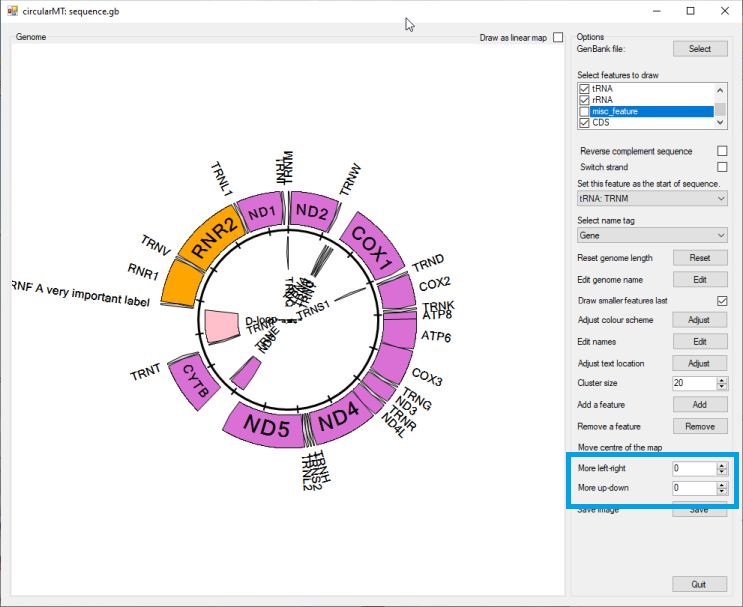 circularMT: sequence.gb
Genome
Draw as linear map
Options
GenBank file:
Select
Select features to draw
tRNA
rRNA
misc_feature
CDS
Reverse complement sequence
Switch strand
Set this feature as the start of sequence.
tRNA: TRNM
Select name tag
Gene
Reset genome length
Reset
Edit genome name
Edit
Draw smaller features last
Adjust colour scheme
Adjust
Edit names
Edit
Adjust text location
Adjust
Cluster size
20
Add a feature
Add
Remove a feature
Remove
Move centre of the map
More left-right
0
More up-down
0
Save image
Save
Quit
TRNM
ND2
TRNW
COX1
TRND
COX2
TRNK
ATP8
ATP6
COX3
TRNG
ND3
TRNR
ND4L
ND4
TRNH
TRNS2
TRNL2
ND5
CYTB
TRNT
RNF A very important label
RNR1
TRNV
RNR2
TRNL1
ND1
TRNS1
D-loop
TRNP
TRNE